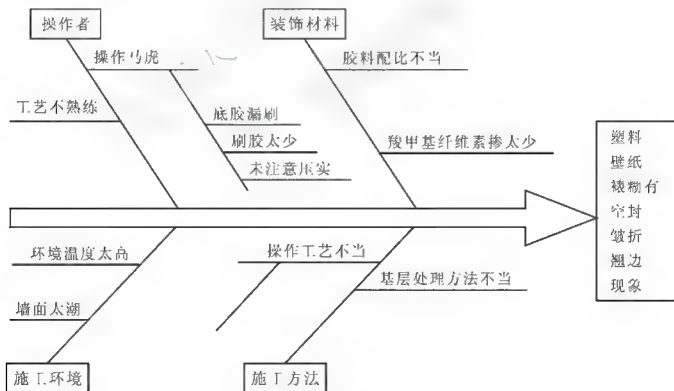 操作者
装饰材料
操作马虎
胶料配比不当
工艺不熟练
底胶漏刷
刷胶太少
未注意压实
羧甲基纤维素掺太少
塑料
壁纸
裱糊有
空封
皱折
翘边
现象
环境温度太高
操作工艺不当
基层处理方法不当
墙面太潮
施工环境
施工方法